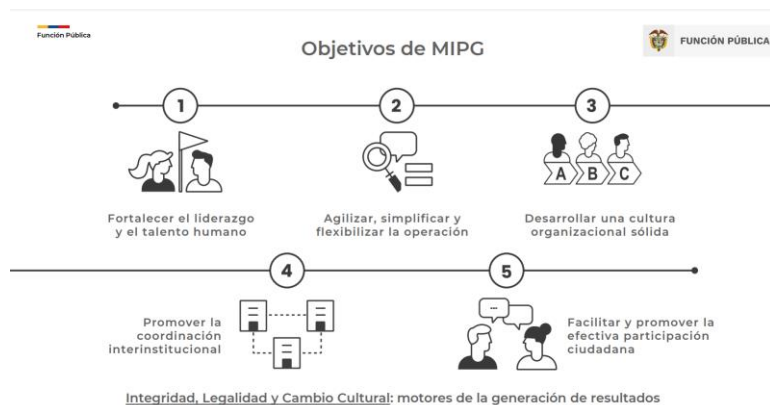 Función Pública
Objetivos de MIPG
FUNCIÓN PÚBLICA
1
2
3
A
B
C
Fortalecer el liderazgo
y el talento humano
Agilizar, simplificar y
flexibilizar la operación
Desarrollar una cultura
organizacional sólida
4
5
Promover la
coordinación
interinstitucional
...
Facilitar y promover la
efectiva participación
ciudadana
Integridad, Legalidad y Cambio Cultural: motores de la generación de resultados